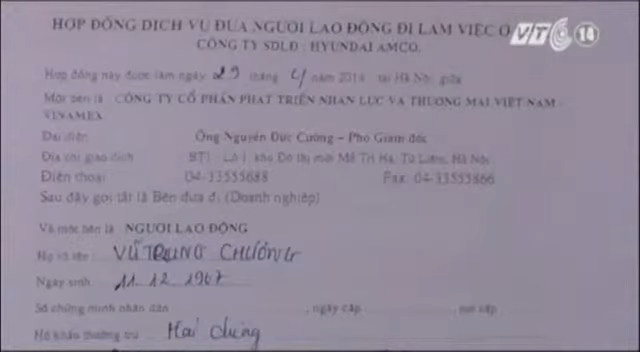 HỢP ĐỒNG DỊCH VỤ ĐƯA NGƯỜI LAO ĐỘNG ĐI LÀM VIỆC Ở
VTC 14
CÔNG TY SDLĐ : HYUNDAI AMCO.
Hợp đồng này được làm ngày 29 tháng 4 năm 2014 tại Hà Nội giữa
Một bên là : CÔNG TY CỔ PHẦN PHÁT TRIỂN NHÂN LỰC VÀ THƯƠNG MẠI VIỆT NAM -
VINAMEX
Đại diện : Ông Nguyễn Đức Cường – Phó Giám đốc
Địa chỉ giao dịch : BT1 - Lô 1, khu Đô thị mới Mễ Trì Hạ, Từ Liêm, Hà Nội
Điện thoại : 04-33555688 Fax: 04-33555866
Sau đây gọi tắt là Bên đưa đi (Doanh nghiệp)
Và một bên là : NGƯỜI LAO ĐỘNG
Họ và tên : VŨ TRUNG CHƯƠNG
Ngày sinh : 11.12.1967
Số chứng minh nhân dân , ngày cấp , nơi cấp
Hộ khẩu thường trú :